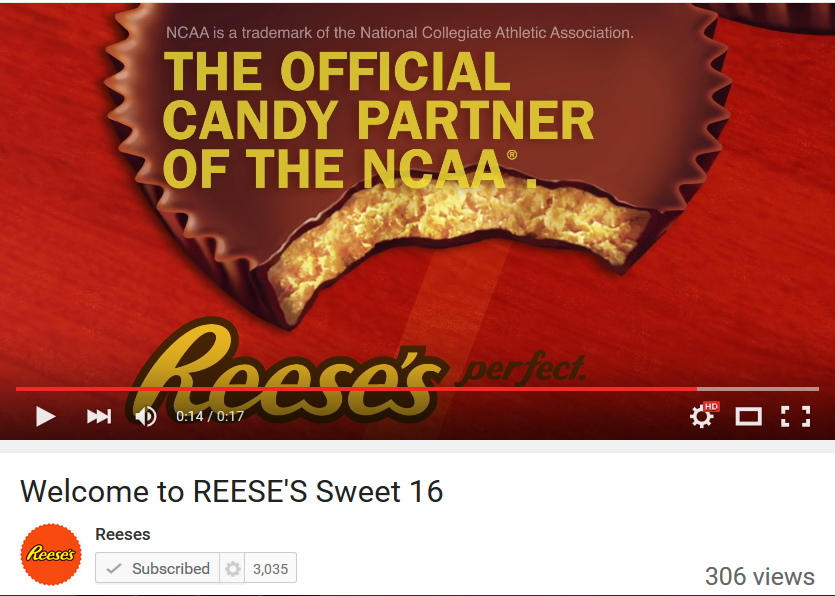 NCAA is a trademark of the National Collegiate Athletic Association.
THE OFFICIAL
CANDY PARTNER
OF THE NCAA®.
Reese's perfect.
0:14 / 0:17
HD
Welcome to REESE'S Sweet 16
Reeses
Reese's
Subscribed 3,035
306 views